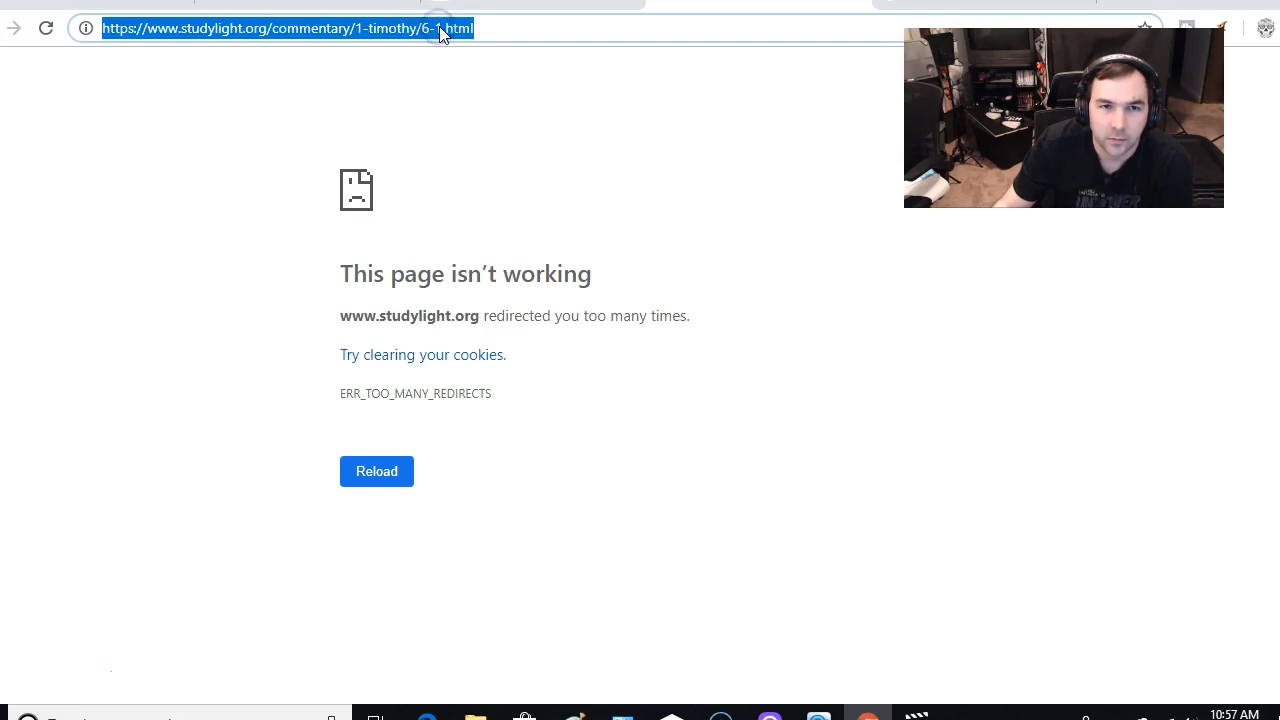 https://www.studylight.org/commentary/1-timothy/6-1.html
This page isn’t working
www.studylight.org redirected you too many times.
Try clearing your cookies.
ERR_TOO_MANY_REDIRECTS
Reload
10:57 AM